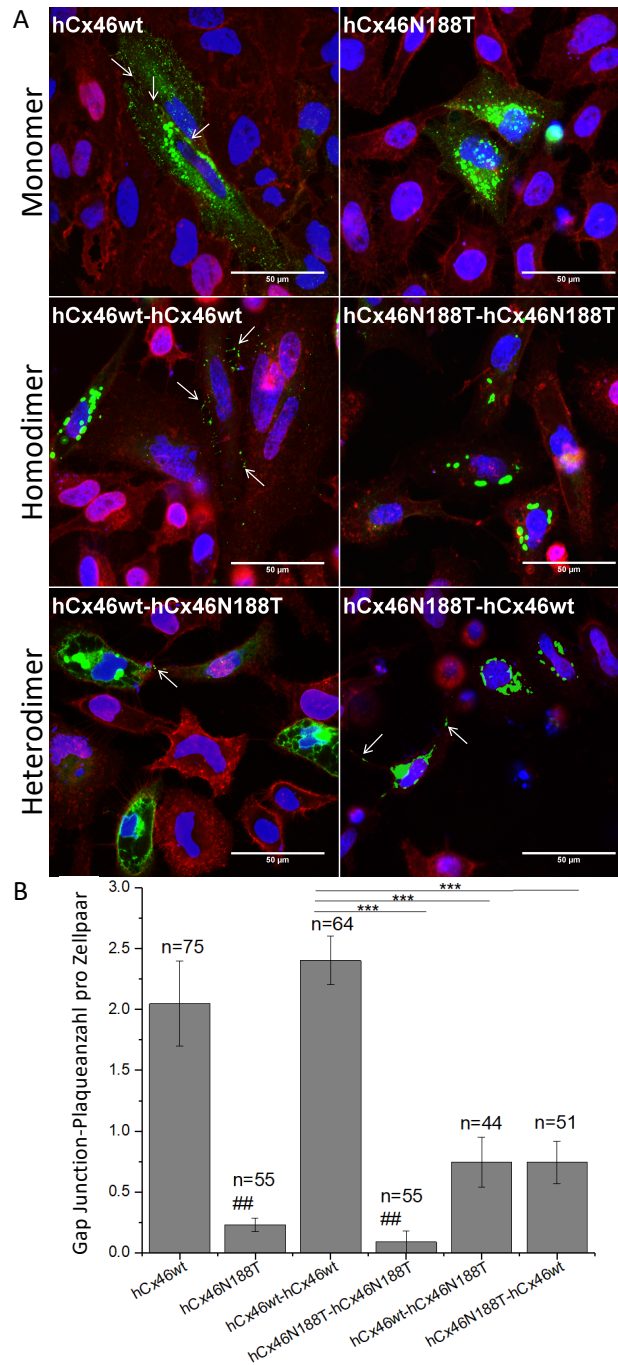 A
hCx46wt
hCx46N188T
Monomer
50 µm
50 µm
hCx46wt-hCx46wt
hCx46N188T-hCx46N188T
Homodimer
50 µm
50 µm
hCx46wt-hCx46N188T
hCx46N188T-hCx46wt
Heterodimer
50 µm
50 µm
B
Gap Junction-Plaqueanzahl pro Zellpaar
3.0
2.5
2.0
1.5
1.0
0.5
0.0
***
***
***
n=75
n=55
##
n=64
n=55
##
n=44
n=51
hCx46wt
hCx46N188T
hCx46wt-hCx46wt
hCx46N188T-hCx46N188T
hCx46wt-hCx46N188T
hCx46N188T-hCx46wt